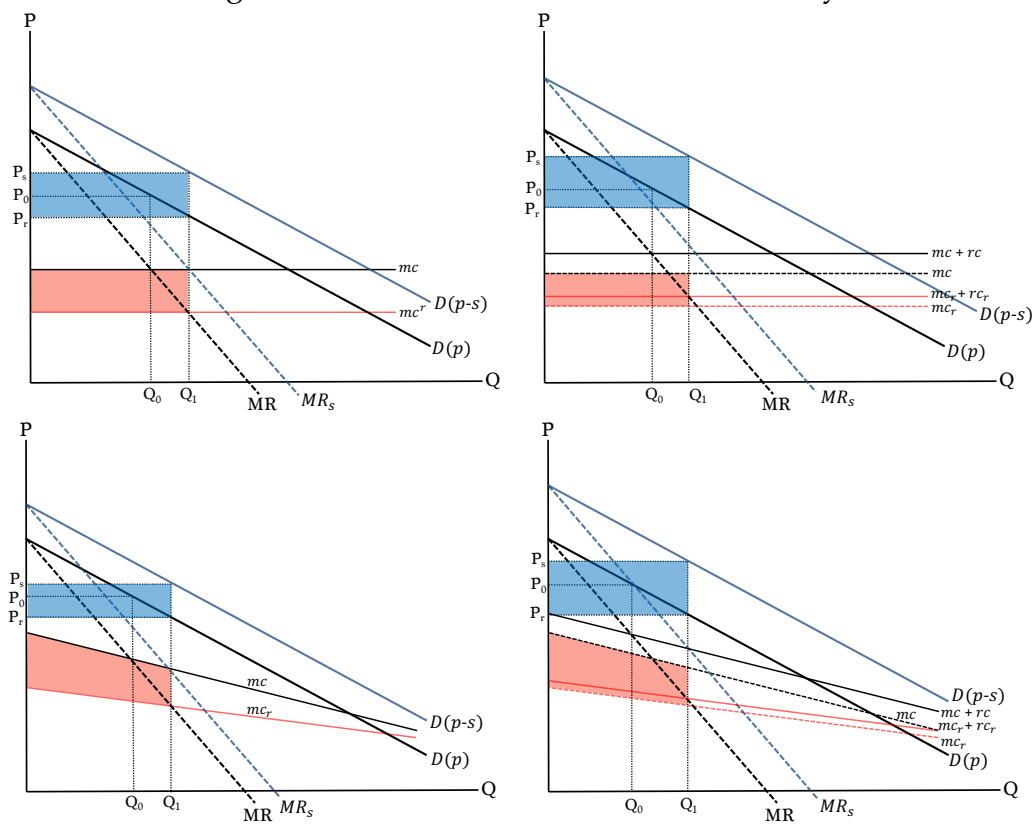 P
P
Pₛ
P₀
Pᵣ
mc
mcʳ
D(p-s)
D(p)
Q
Q₀
Q₁
MR
MRₛ
Pₛ
P₀
Pᵣ
mc + rc
mc
mcᵣ + rcᵣ
mcᵣ
D(p-s)
D(p)
Q
Q₀
Q₁
MR
MRₛ
P
P
Pₛ
P₀
Pᵣ
mc
mcᵣ
D(p-s)
D(p)
Q
Q₀
Q₁
MR
MRₛ
Pₛ
P₀
Pᵣ
D(p-s)
mc + rc
mc
mcᵣ + rcᵣ
mcᵣ
D(p)
Q
Q₀
Q₁
MR
MRₛ